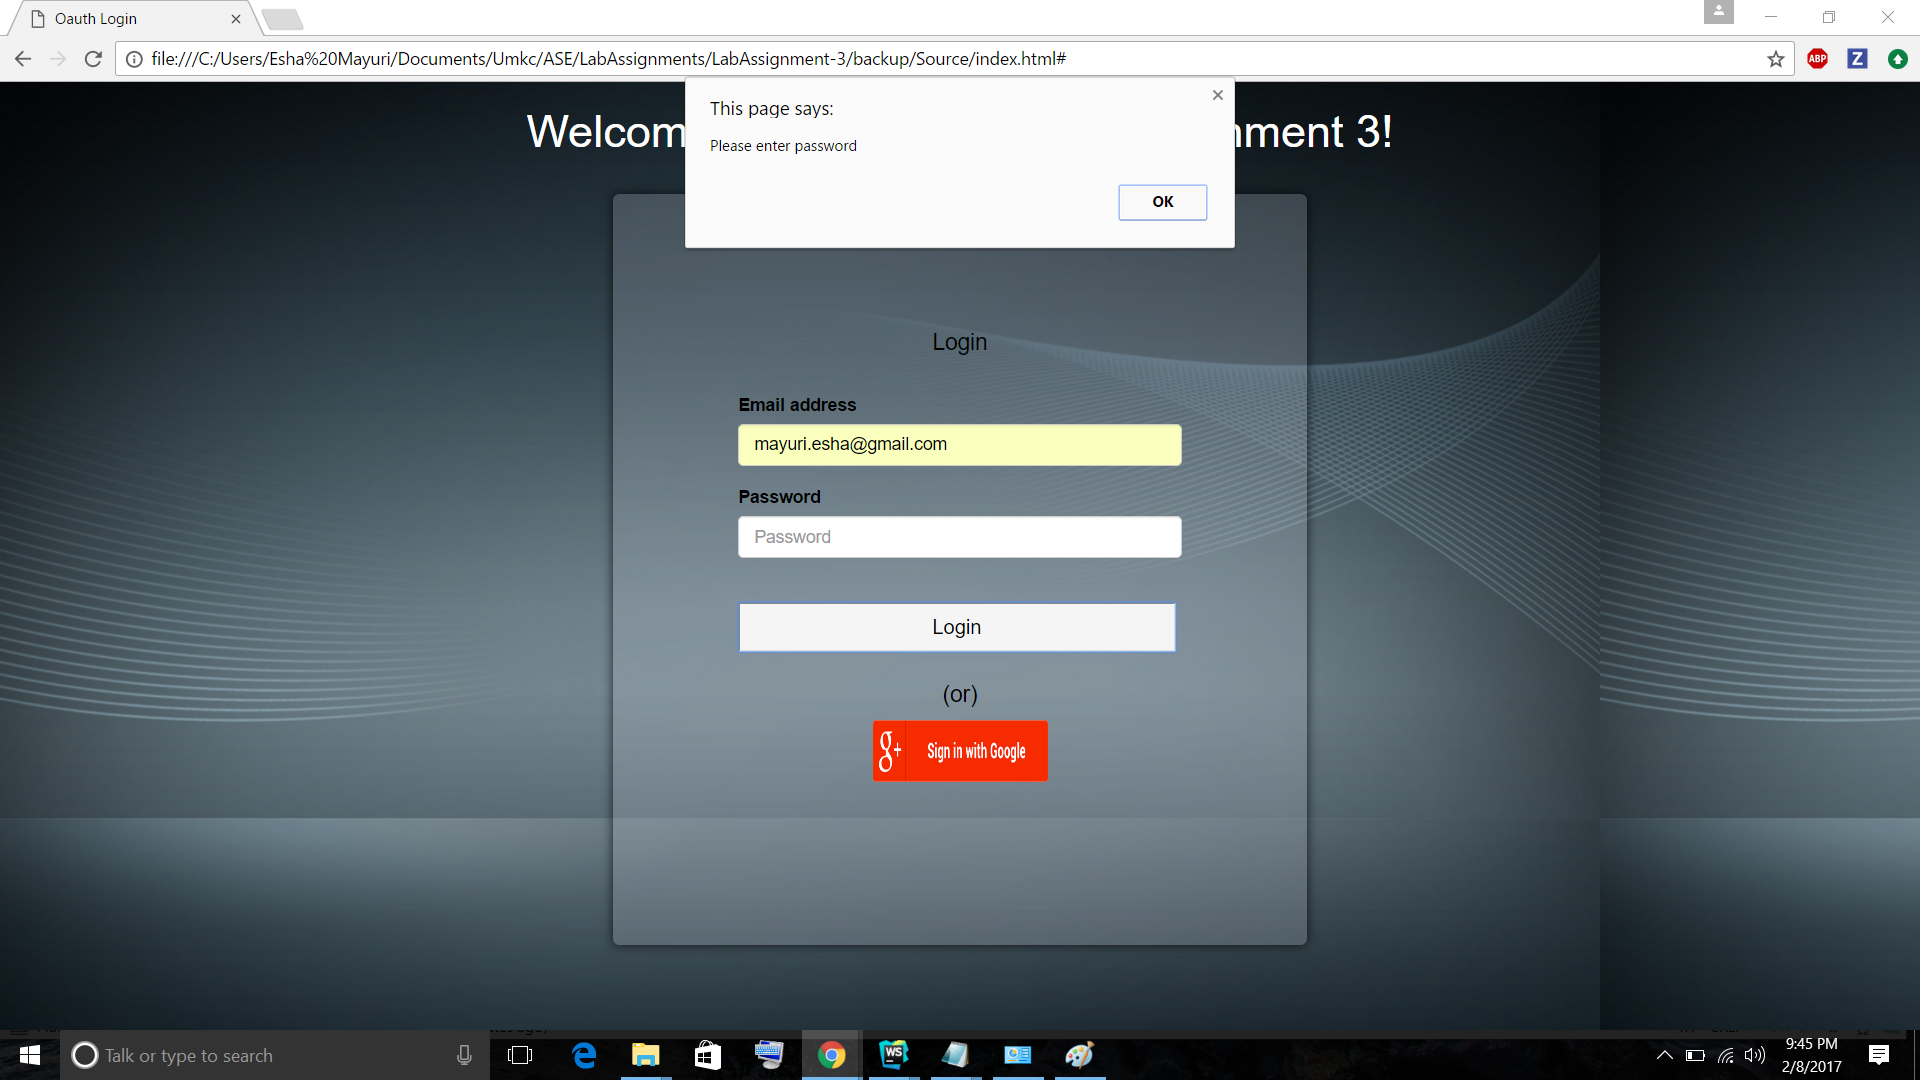 Oauth Login
file:///C:/Users/Esha%20Mayuri/Documents/Umkc/ASE/LabAssignments/LabAssignment-3/backup/Source/index.html#
ABP
Z
This page says:
Please enter password
OK
Welcom
nment 3!
Login
Email address
mayuri.esha@gmail.com
Password
Password
Login
(or)
g+ Sign in with Google
Talk or type to search
WS
9:45 PM
2/8/2017